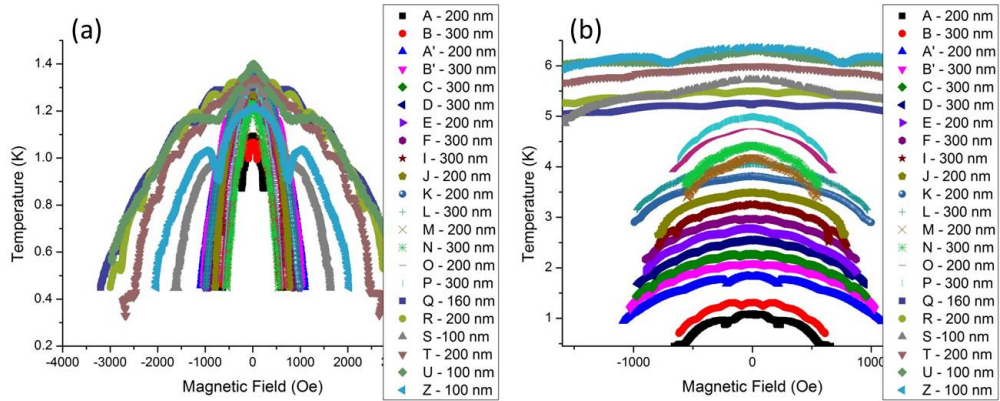 (a)
Temperature (K)
1.4
1.2
1.0
0.8
0.6
0.4
0.2
-4000 -3000 -2000 -1000 0 1000 2000
Magnetic Field (Oe)
A - 200 nm
B - 300 nm
A' - 200 nm
B' - 300 nm
C - 300 nm
D - 300 nm
E - 200 nm
F - 300 nm
I - 300 nm
J - 200 nm
K - 200 nm
L - 300 nm
M - 200 nm
N - 300 nm
O - 200 nm
P - 300 nm
Q - 160 nm
R - 200 nm
S -100 nm
T - 200 nm
U - 100 nm
Z - 100 nm
(b)
Temperature (K)
6
5
4
3
2
1
-1000 0 1000
Magnetic Field (Oe)
A - 200 nm
B - 300 nm
A' - 200 nm
B' - 300 nm
C - 300 nm
D - 300 nm
E - 200 nm
F - 300 nm
I - 300 nm
J - 200 nm
K - 200 nm
L - 300 nm
M - 200 nm
N - 300 nm
O - 200 nm
P - 300 nm
Q - 160 nm
R - 200 nm
S -100 nm
T - 200 nm
U - 100 nm
Z - 100 nm